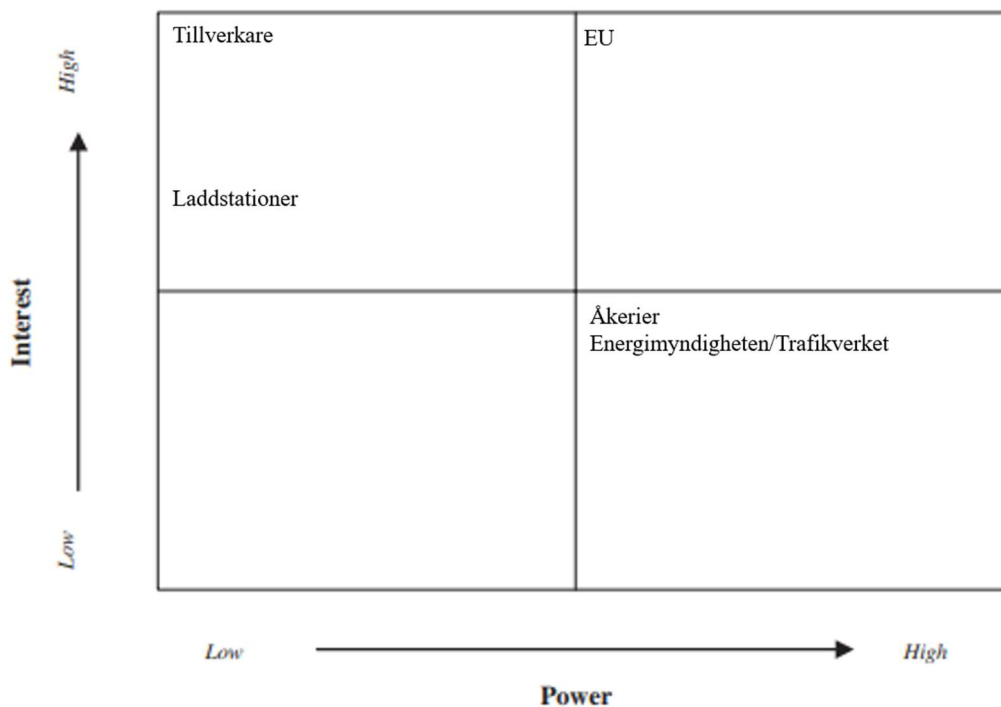 Tillverkare
EU
High
Laddstationer
Interest
Åkerier
Energimyndigheten/Trafikverket
Low
Low
High
Power